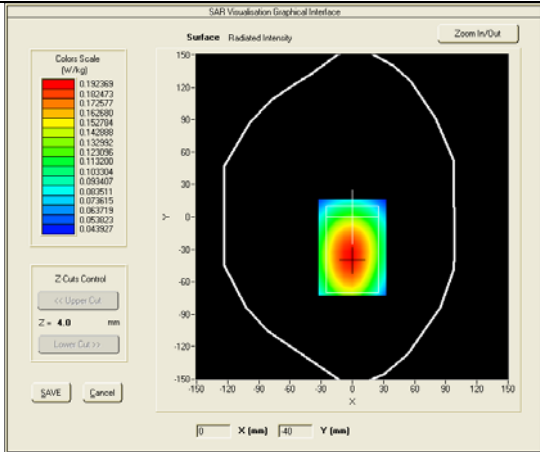 SAR Visualisation Graphical Interface
Surface Radiated Intensity
Zoom In/Out
Colors Scale
(W/kg)
0.192369
0.182473
0.172577
0.162680
0.152784
0.142888
0.132992
0.123096
0.113200
0.103304
0.093407
0.083511
0.073615
0.063719
0.053823
0.043927
150-
120-
90-
60-
30-
Y
0-
-30-
-60-
-90-
-120-
-150-
-150 -120 -90 -60 -30 0 30 60 90 120 150
X
Z Cuts Control
<< Upper Cut
Z = 4.0 mm
Lower Cut >>
SAVE Cancel
0 X (mm) -40 Y (mm)